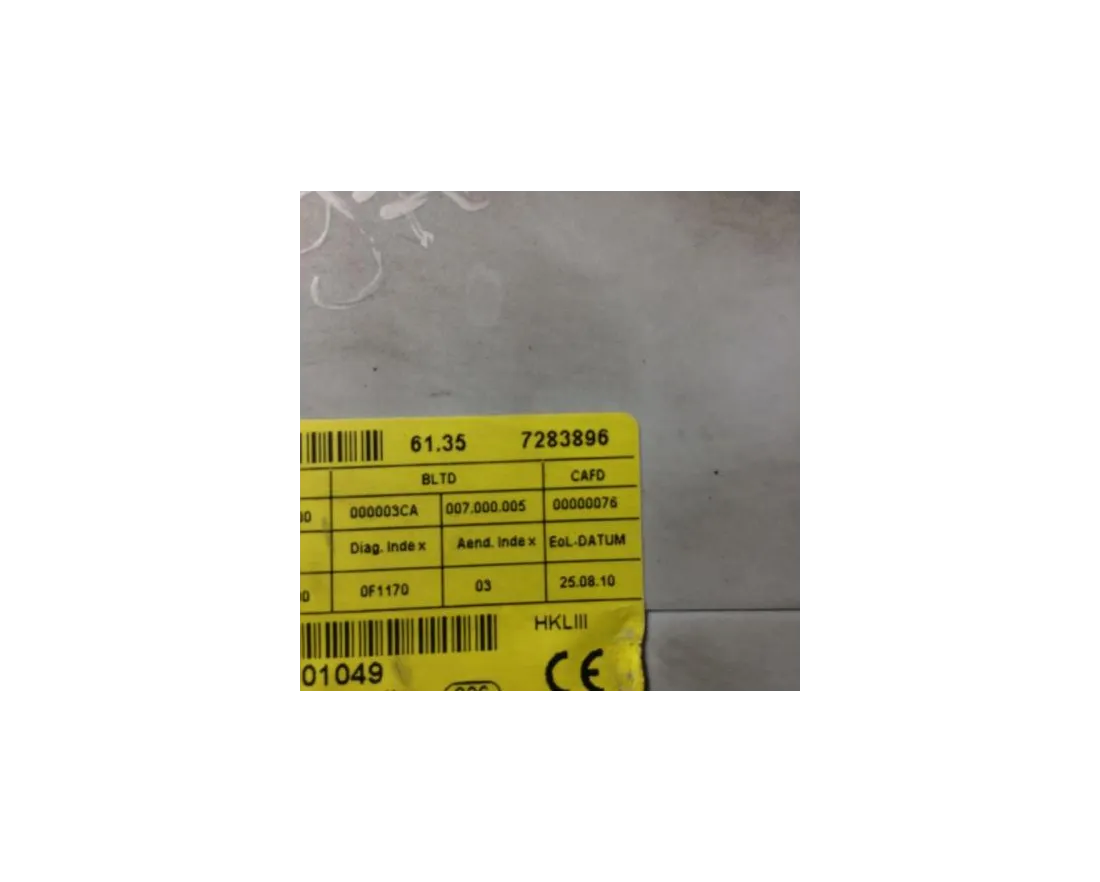 61.35 7283896
BLTD CAFD
000003CA 007.000.005 00000076
Diag. Index Aend. Index EoL-DATUM
0F1170 03 25.08.10
HKLIII
01049
CE